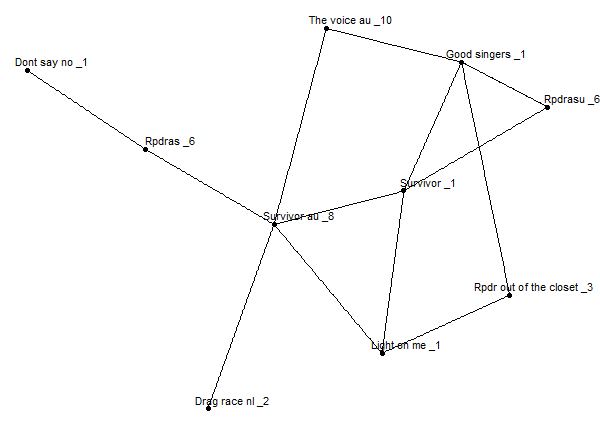 The voice au _10
Good singers _1
Dont say no _1
Rpdrasu _6
Rpdras _6
Survivor _1
Survivor au _8
Rpdr out of the closet _3
Light on me _1
Drag race nl _2